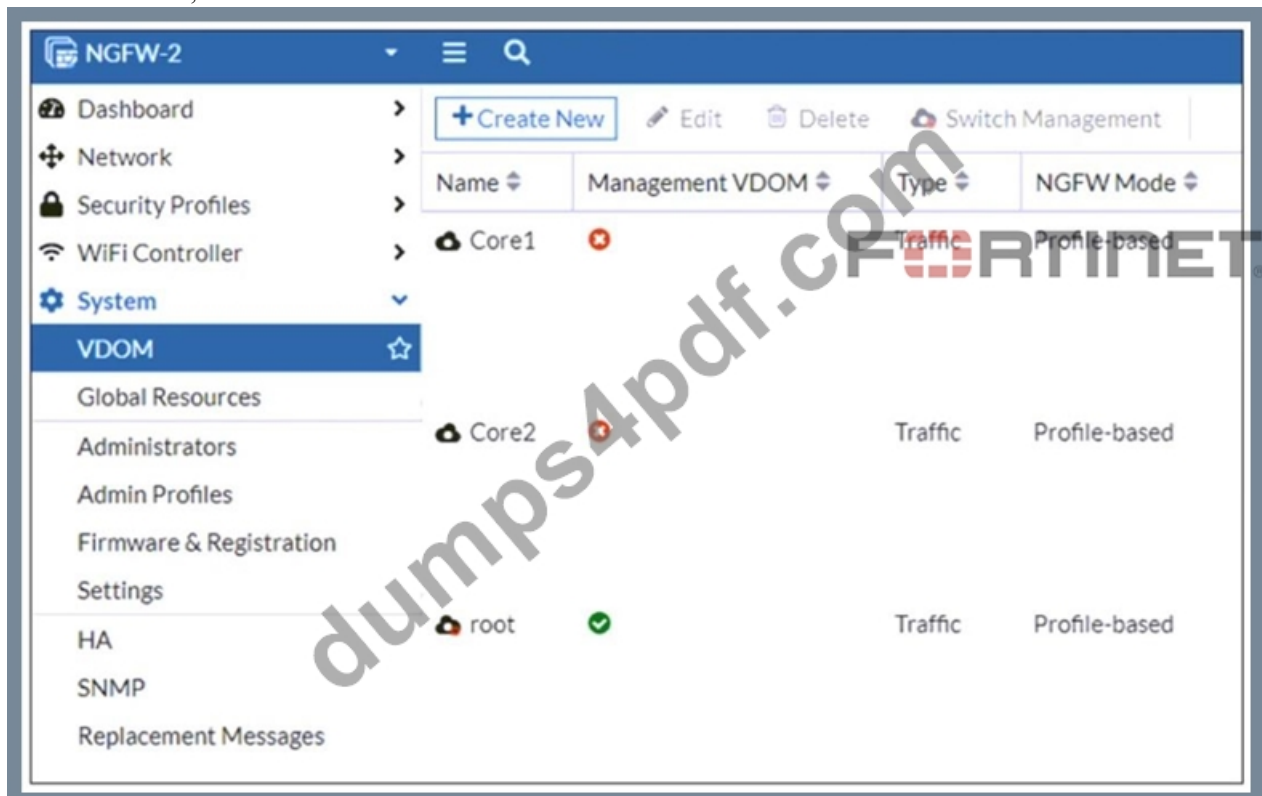 NGFW-2
Dashboard
Network
Security Profiles
WiFi Controller
System
VDOM
Global Resources
Administrators
Admin Profiles
Firmware & Registration
Settings
HA
SNMP
Replacement Messages
+Create New Edit Delete Switch Management
Name Management VDOM Type NGFW Mode
Core1 Traffic Profile-based
Core2 Traffic Profile-based
root Traffic Profile-based
FORTINET
dumps4pdf.com